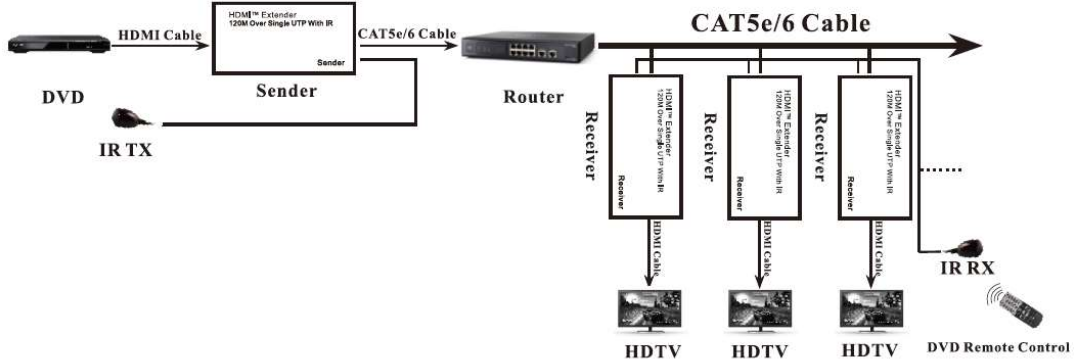 HDMI™ Extender
120M Over Single UTP With IR
Sender
HDMI Cable
CAT5e/6 Cable
CAT5e/6 Cable
DVD
Sender
Router
IR TX
Receiver
HDMI™ Extender
120M Over Single UTP With IR
Receiver
Receiver
HDMI™ Extender
120M Over Single UTP With IR
Receiver
Receiver
HDMI™ Extender
120M Over Single UTP With IR
Receiver
HDMI Cable
HDMI Cable
HDMI Cable
IR RX
HDTV
HDTV
HDTV
DVD Remote Control